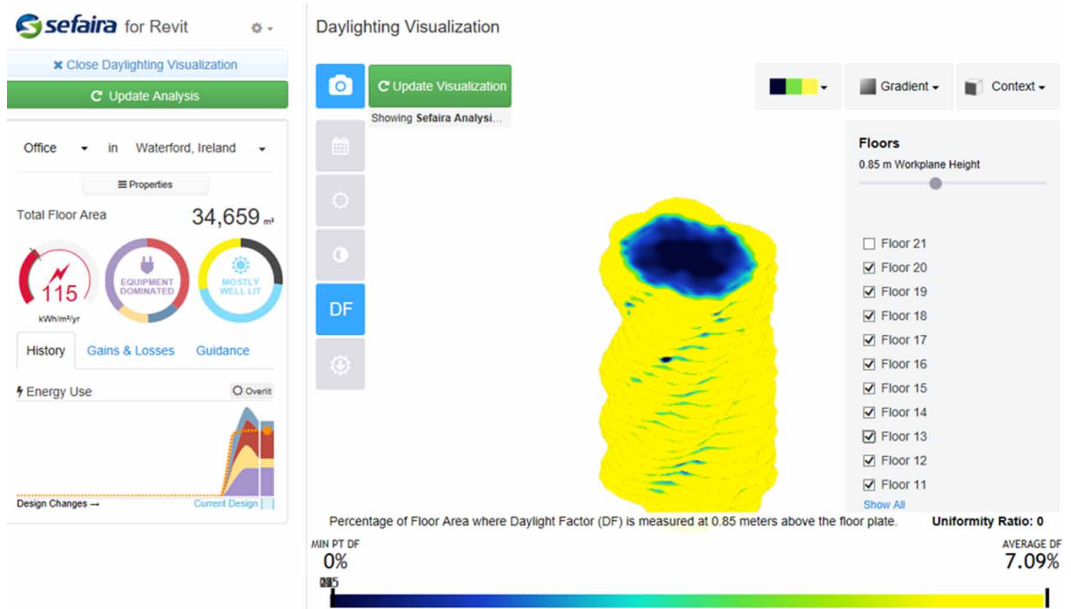 sefaira for Revit
Daylighting Visualization
× Close Daylighting Visualization
Update Analysis
Office in Waterford, Ireland
Properties
Total Floor Area 34,659 m²
115
kWh/m²/yr
EQUIPMENT
DOMINATED
MOSTLY
WELL LIT
History Gains & Losses Guidance
Energy Use Overlit
Design Changes → Current Design
Update Visualization
Showing Sefaira Analysi...
DF
Gradient Context
Floors
0.85 m Workplane Height
Floor 21
Floor 20
Floor 19
Floor 18
Floor 17
Floor 16
Floor 15
Floor 14
Floor 13
Floor 12
Floor 11
Show All
Percentage of Floor Area where Daylight Factor (DF) is measured at 0.85 meters above the floor plate. Uniformity Ratio: 0
MIN PT DF
0%
AVERAGE DF
7.09%